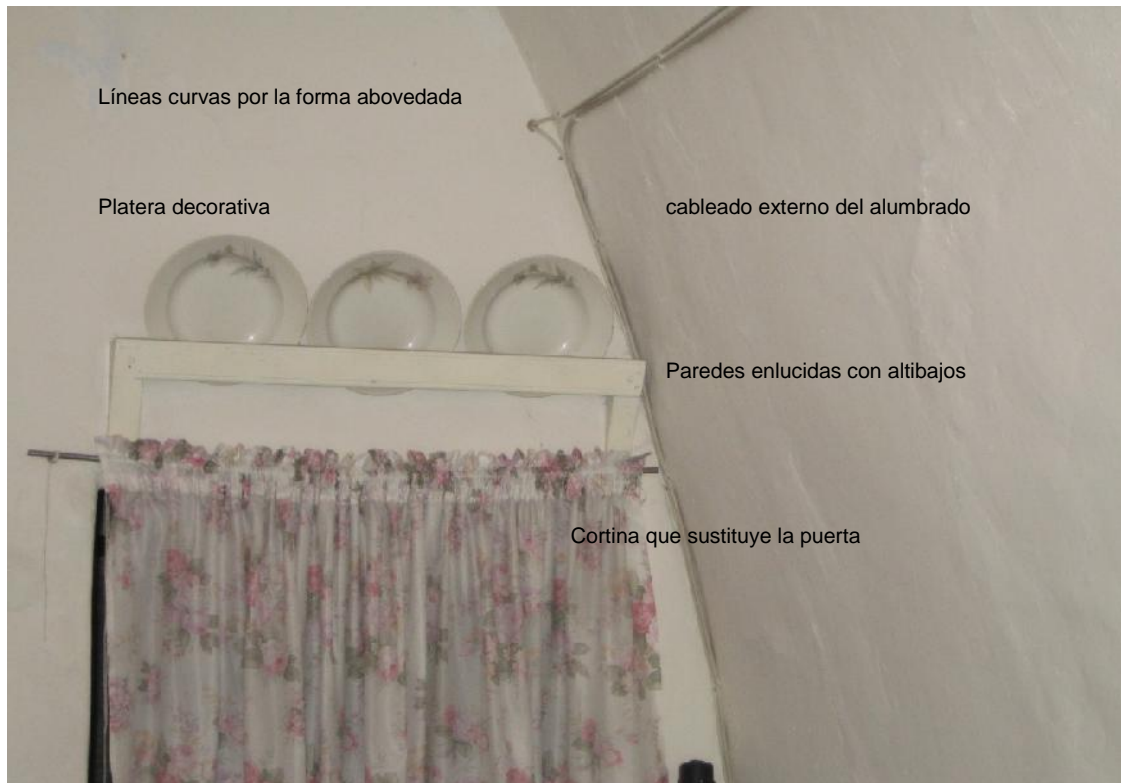 Líneas curvas por la forma abovedada
Platera decorativa
cableado externo del alumbrado
Paredes enlucidas con altibajos
Cortina que sustituye la puerta